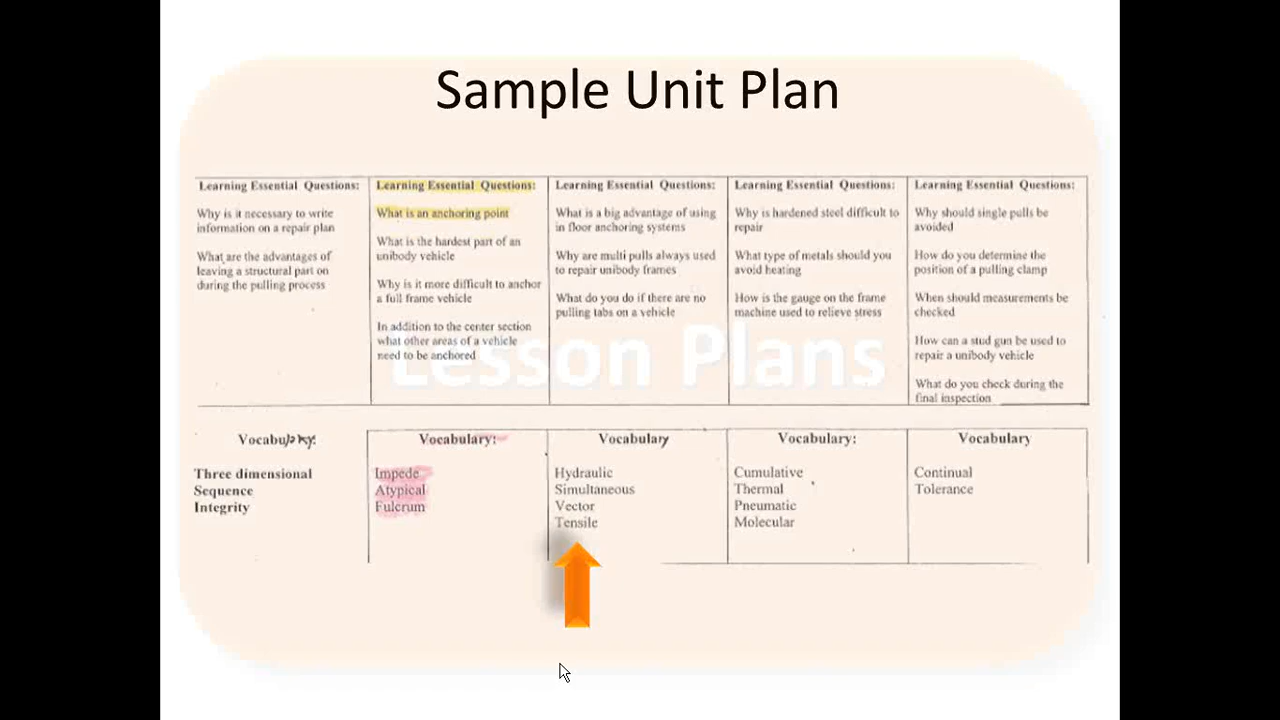 Sample Unit Plan
Learning Essential Questions:
Why is it necessary to write
information on a repair plan
What are the advantages of
leaving a structural part on
during the pulling process
Learning Essential Questions:
What is an anchoring point
What is the hardest part of an
unibody vehicle
Why is it more difficult to anchor
a full frame vehicle
In addition to the center section
what other areas of a vehicle
need to be anchored
Learning Essential Questions:
What is a big advantage of using
in floor anchoring systems
Why are multi pulls always used
to repair unibody frames
What do you do if there are no
pulling tabs on a vehicle
Learning Essential Questions:
Why is hardened steel difficult to
repair
What type of metals should you
avoid heating
How is the gauge on the frame
machine used to relieve stress
Learning Essential Questions:
Why should single pulls be
avoided
How do you determine the
position of a pulling clamp
When should measurements be
checked
How can a stud gun be used to
repair a unibody vehicle
What do you check during the
final inspection
Lesson Plans
Vocabulary:
Three dimensional
Sequence
Integrity
Vocabulary:
Impede
Atypical
Fulcrum
Vocabulary
Hydraulic
Simultaneous
Vector
Tensile
Vocabulary:
Cumulative
Thermal
Pneumatic
Molecular
Vocabulary
Continual
Tolerance